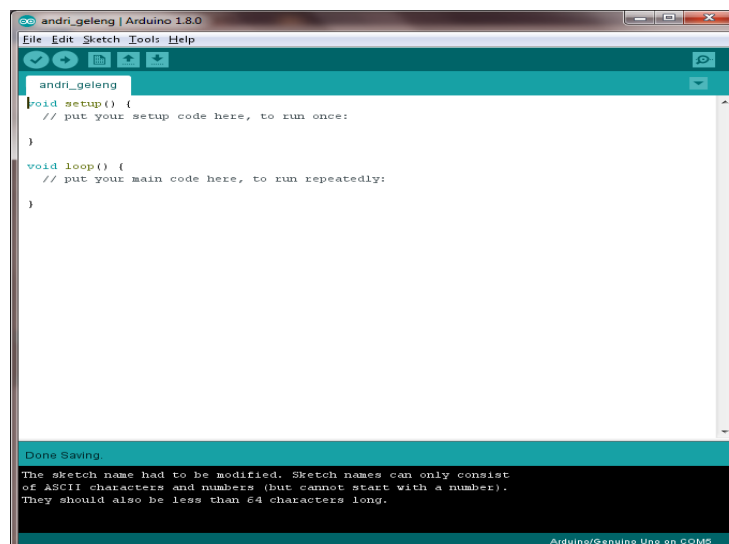 andri_geleng | Arduino 1.8.0
File Edit Sketch Tools Help
andri_geleng
void setup() {
// put your setup code here, to run once:
}
void loop() {
// put your main code here, to run repeatedly:
}
Done Saving.
The sketch name had to be modified. Sketch names can only consist
of ASCII characters and numbers (but cannot start with a number).
They should also be less than 64 characters long.
Arduino/Genuino Uno on COM5